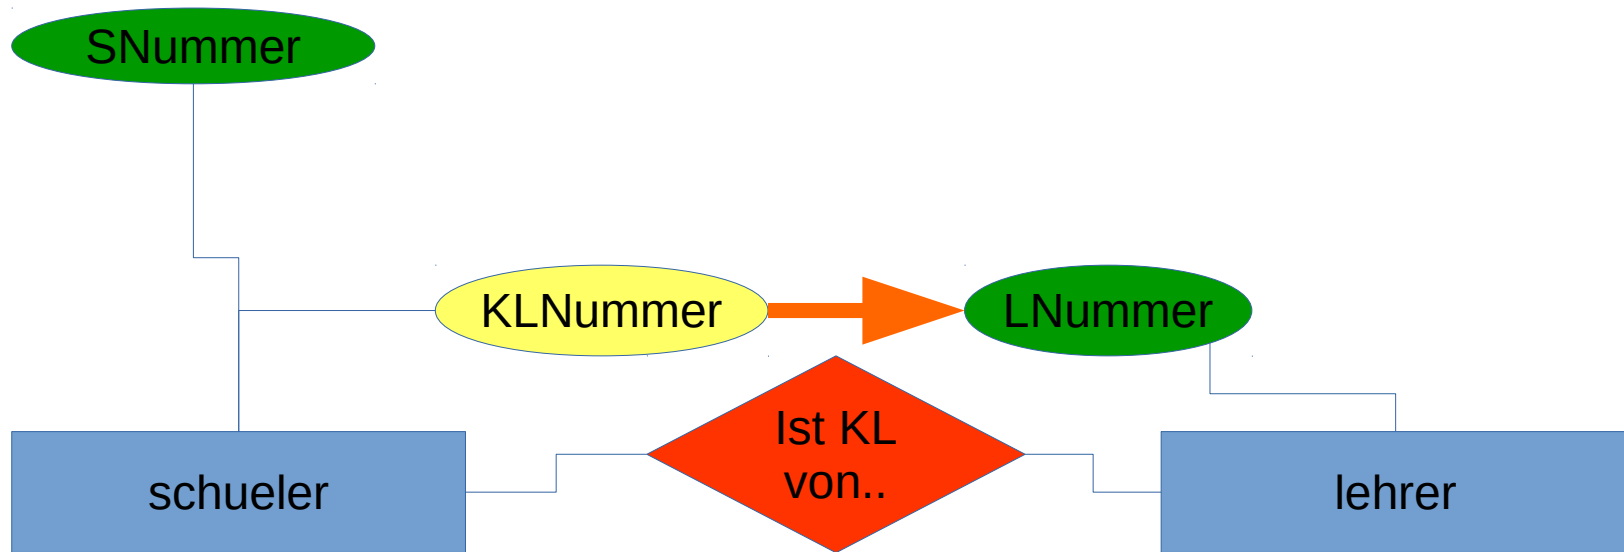 SNummer
KLNummer
LNummer
Ist KL
von..
schueler
lehrer